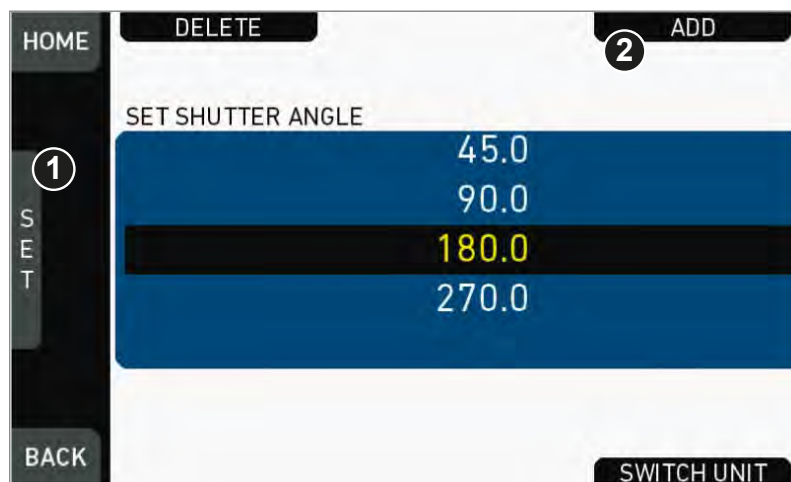 HOME
DELETE
ADD
2
SET SHUTTER ANGLE
1
45.0
90.0
180.0
270.0
SET
BACK
SWITCH UNIT